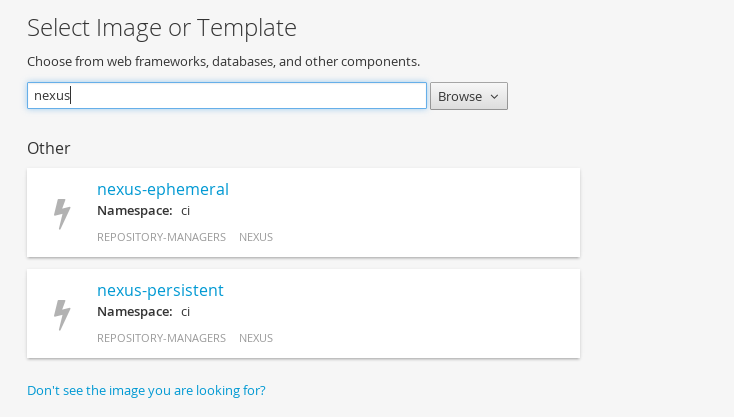 Select Image or Template
Choose from web frameworks, databases, and other components.
nexus
Browse
Other
nexus-ephemeral
Namespace: ci
REPOSITORY-MANAGERS NEXUS
nexus-persistent
Namespace: ci
REPOSITORY-MANAGERS NEXUS
Don't see the image you are looking for?